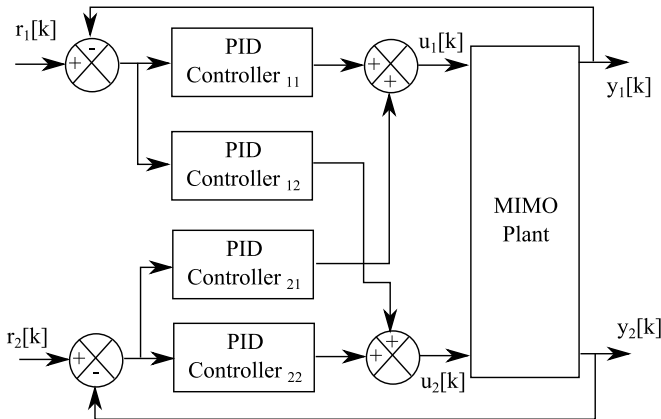 r1[k]
-
+
PID
Controller 11
+
+
u1[k]
y1[k]
PID
Controller 12
MIMO
Plant
PID
Controller 21
r2[k]
+
-
PID
Controller 22
+
+
u2[k]
y2[k]